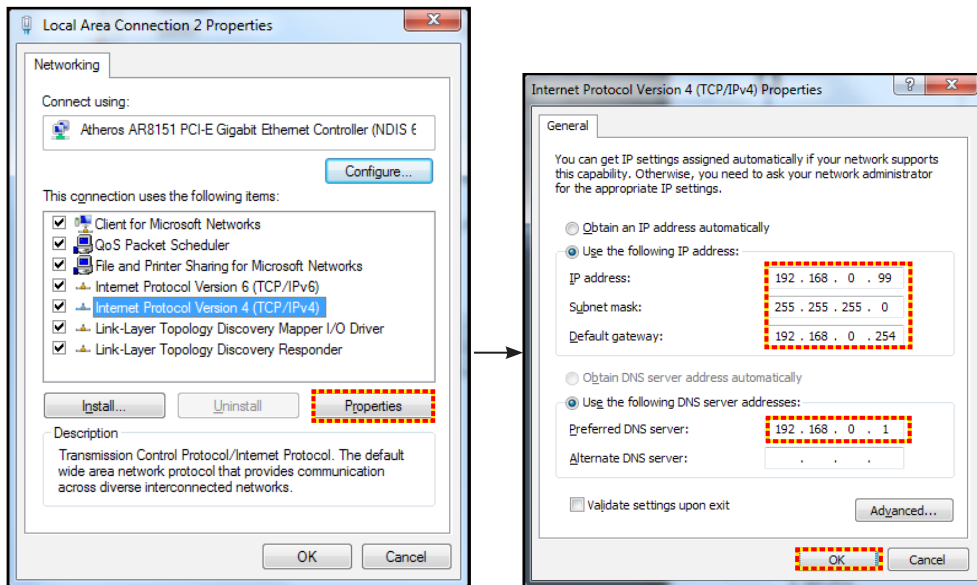 Local Area Connection 2 Properties
Networking
Connect using:
Atheros AR8151 PCI-E Gigabit Ethernet Controller (NDIS 6
Configure...
This connection uses the following items:
Client for Microsoft Networks
QoS Packet Scheduler
File and Printer Sharing for Microsoft Networks
Internet Protocol Version 6 (TCP/IPv6)
Internet Protocol Version 4 (TCP/IPv4)
Link-Layer Topology Discovery Mapper I/O Driver
Link-Layer Topology Discovery Responder
Install...
Uninstall
Properties
Description
Transmission Control Protocol/Internet Protocol. The default
wide area network protocol that provides communication
across diverse interconnected networks.
OK
Cancel
Internet Protocol Version 4 (TCP/IPv4) Properties
?
General
You can get IP settings assigned automatically if your network supports
this capability. Otherwise, you need to ask your network administrator
for the appropriate IP settings.
Obtain an IP address automatically
Use the following IP address:
IP address: 192 . 168 . 0 . 99
Subnet mask: 255 . 255 . 255 . 0
Default gateway: 192 . 168 . 0 . 254
Obtain DNS server address automatically
Use the following DNS server addresses:
Preferred DNS server: 192 . 168 . 0 . 1
Alternate DNS server: . . .
Validate settings upon exit
Advanced...
OK
Cancel